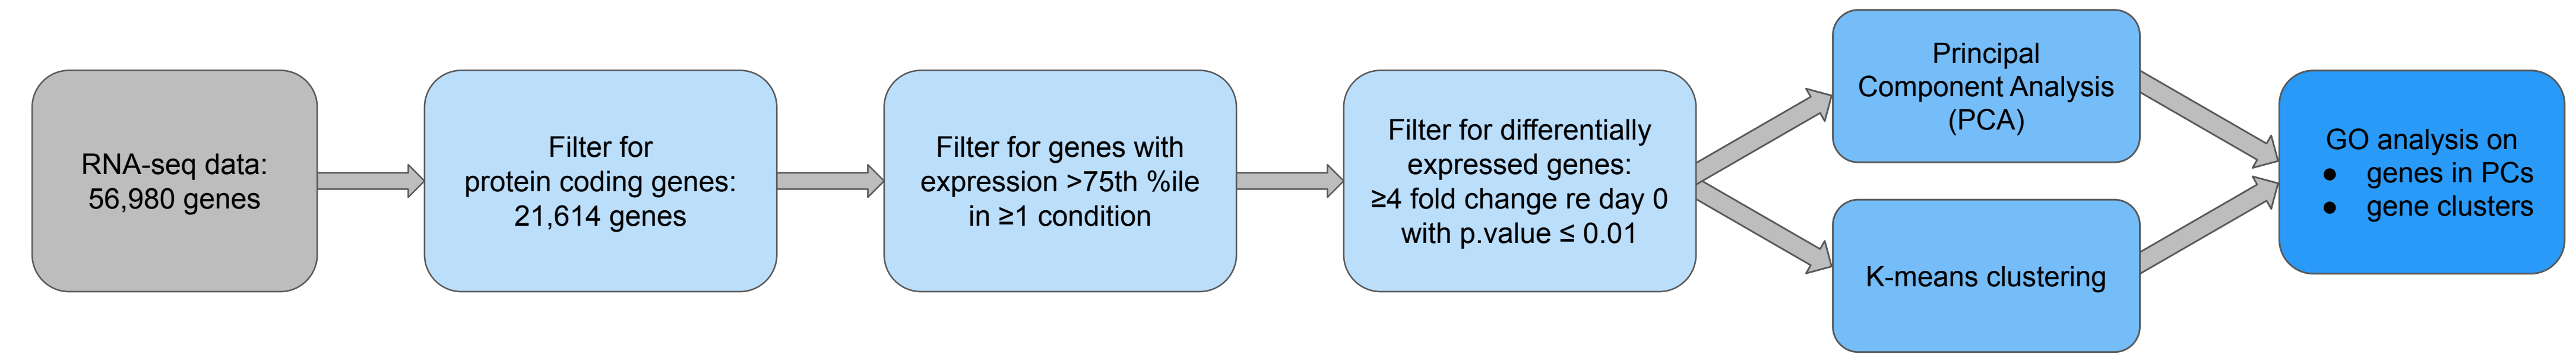 RNA-seq data:
56,980 genes
Filter for
protein coding genes:
21,614 genes
Filter for genes with
expression >75th %ile
in ≥1 condition
Filter for differentially
expressed genes:
≥4 fold change re day 0
with p.value ≤ 0.01
Principal
Component Analysis
(PCA)
K-means clustering
GO analysis on
● genes in PCs
● gene clusters